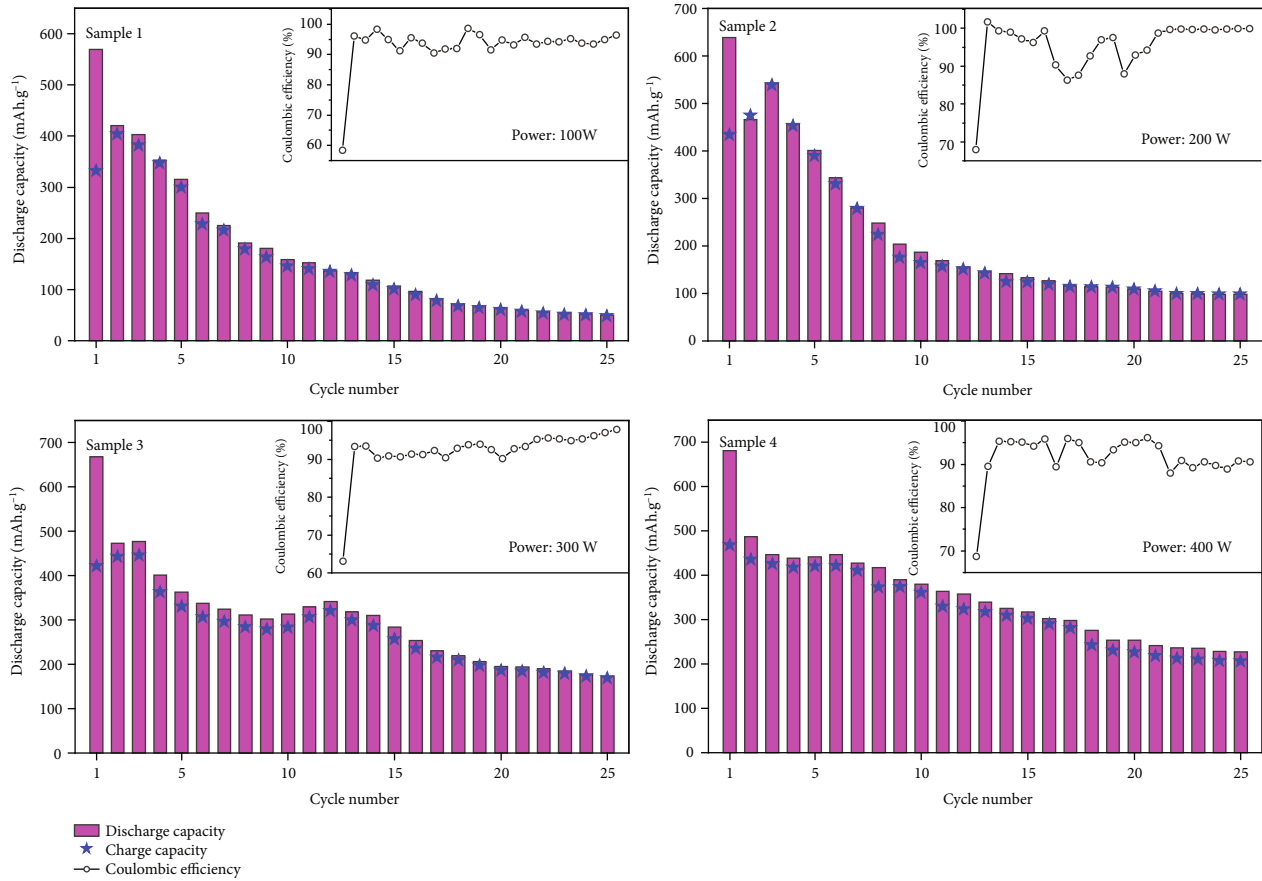 Sample 1
Discharge capacity (mAh.g⁻¹)
600
500
400
300
200
100
0
1 5 10 15 20 25
Cycle number
Coulombic efficiency (%)
100
90
80
70
60
Power: 100W
Sample 2
Discharge capacity (mAh.g⁻¹)
700
600
500
400
300
200
100
0
1 5 10 15 20 25
Cycle number
Coulombic efficiency (%)
100
90
80
70
Power: 200 W
Sample 3
Discharge capacity (mAh.g⁻¹)
700
600
500
400
300
200
100
0
1 5 10 15 20 25
Cycle number
Coulombic efficiency (%)
100
90
80
70
60
Power: 300 W
Sample 4
Discharge capacity (mAh.g⁻¹)
700
600
500
400
300
200
100
0
1 5 10 15 20 25
Cycle number
Coulombic efficiency (%)
100
90
80
70
Power: 400 W
Discharge capacity
Charge capacity
Coulombic efficiency